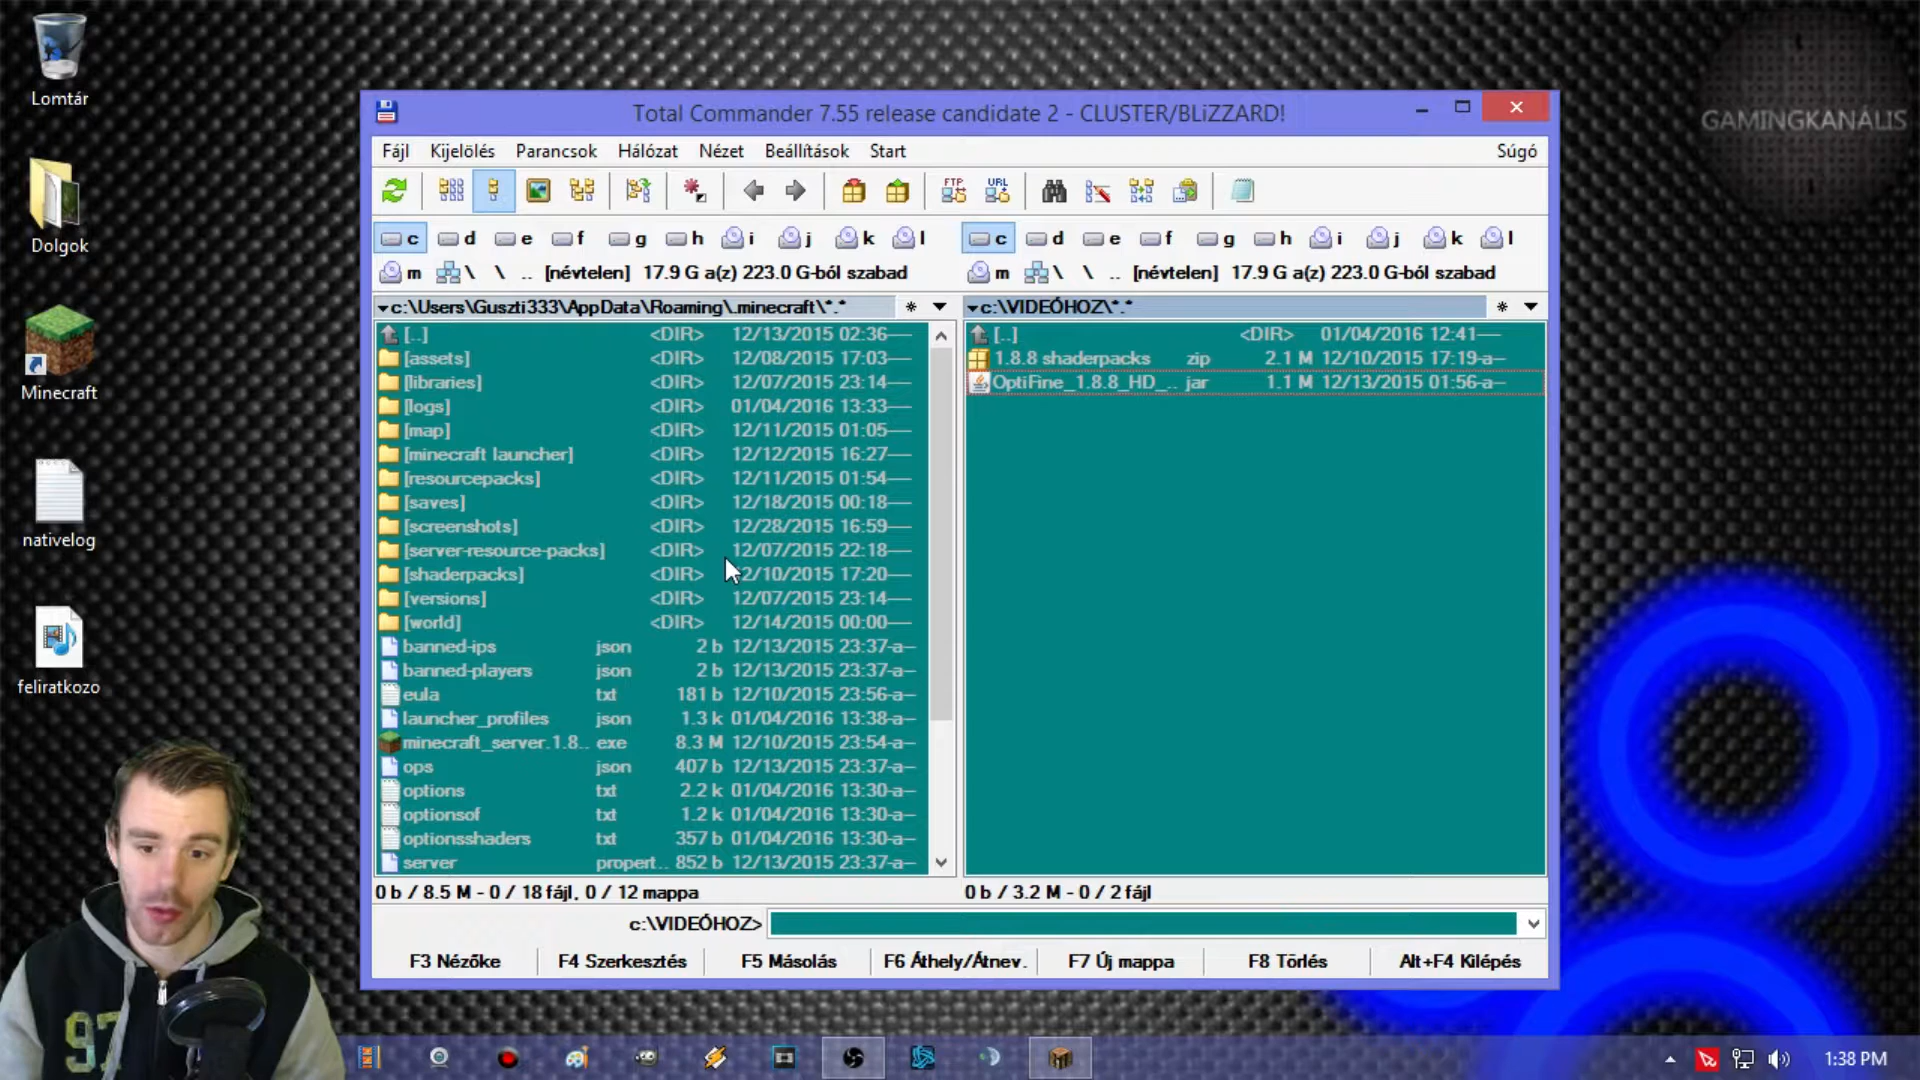 Lomtár
Dolgok
Minecraft
nativelog
feliratkozo
GAMINGKANÁLIS
Total Commander 7.55 release candidate 2 - CLUSTER/BLiZZARD!
Fájl Kijelölés Parancsok Hálózat Nézet Beállítások Start Súgó
FTP URL
c d e f g h i j k l
m \ \ .. [névtelen] 17.9 G a(z) 223.0 G-ból szabad
c:\Users\Guszti333\AppData\Roaming\.minecraft\*.* *
[..] <DIR> 12/13/2015 02:36----
[assets] <DIR> 12/08/2015 17:03----
[libraries] <DIR> 12/07/2015 23:14----
[logs] <DIR> 01/04/2016 13:33----
[map] <DIR> 12/11/2015 01:05----
[minecraft launcher] <DIR> 12/12/2015 16:27----
[resourcepacks] <DIR> 12/11/2015 01:54----
[saves] <DIR> 12/18/2015 00:18----
[screenshots] <DIR> 12/28/2015 16:59----
[server-resource-packs] <DIR> 12/07/2015 22:18----
[shaderpacks] <DIR> 12/10/2015 17:20----
[versions] <DIR> 12/07/2015 23:14----
[world] <DIR> 12/14/2015 00:00----
banned-ips json 2 b 12/13/2015 23:37-a--
banned-players json 2 b 12/13/2015 23:37-a--
eula txt 181 b 12/10/2015 23:56-a--
launcher_profiles json 1.3 k 01/04/2016 13:38-a--
minecraft_server.1.8.. exe 8.3 M 12/10/2015 23:54-a--
ops json 407 b 12/13/2015 23:37-a--
options txt 2.2 k 01/04/2016 13:30-a--
optionsof txt 1.2 k 01/04/2016 13:30-a--
optionsshaders txt 357 b 01/04/2016 13:30-a--
server propert.. 852 b 12/13/2015 23:37-a--
0 b / 8.5 M - 0 / 18 fájl, 0 / 12 mappa
c d e f g h i j k l
m \ \ .. [névtelen] 17.9 G a(z) 223.0 G-ból szabad
c:\VIDEÓHOZ\*.* *
[..] <DIR> 01/04/2016 12:41----
1.8.8 shaderpacks zip 2.1 M 12/10/2015 17:19-a--
OptiFine_1.8.8_HD_.. jar 1.1 M 12/13/2015 01:56-a--
0 b / 3.2 M - 0 / 2 fájl
c:\VIDEÓHOZ>
F3 Nézőke F4 Szerkesztés F5 Másolás F6 Áthely/Átnev. F7 Új mappa F8 Törlés Alt+F4 Kilépés
97
1:38 PM